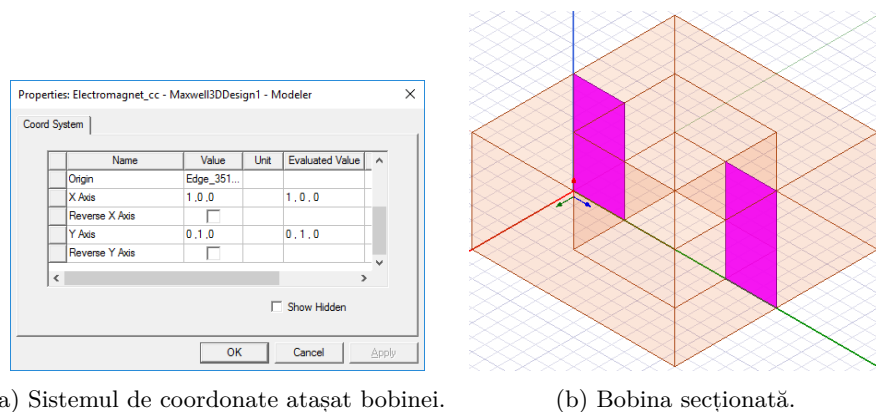 Properties: Electromagnet_cc - Maxwell3DDesign1 - Modeler
Coord System
Name Value Unit Evaluated Value
Origin Edge_351...
X Axis 1 ,0 ,0 1 , 0 , 0
Reverse X Axis
Y Axis 0 ,1 ,0 0 , 1 , 0
Reverse Y Axis
Show Hidden
OK Cancel Apply
a) Sistemul de coordonate atașat bobinei.
(b) Bobina secționată.